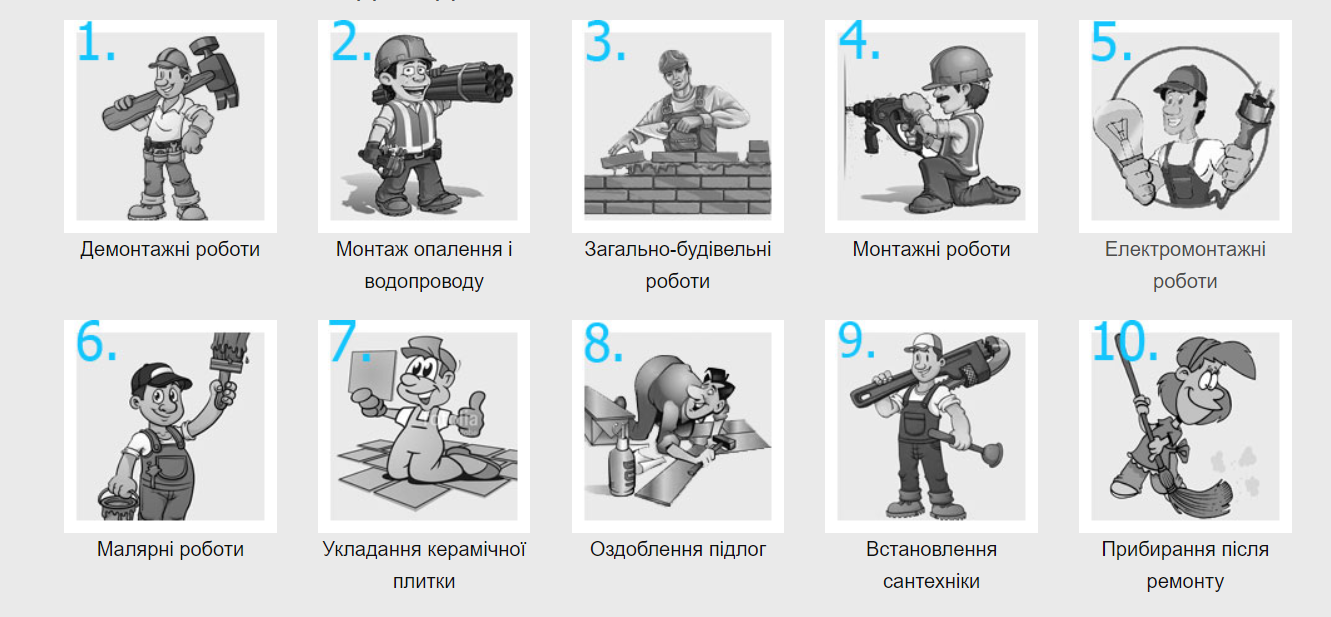 1.
2.
3.
4.
5.
Демонтажні роботи
Монтаж опалення і
водопроводу
Загально-будівельні
роботи
Монтажні роботи
Електромонтажні
роботи
6.
7.
8.
9.
10.
Малярні роботи
Укладання керамічної
плитки
Оздоблення підлог
Встановлення
сантехніки
Прибирання після
ремонту